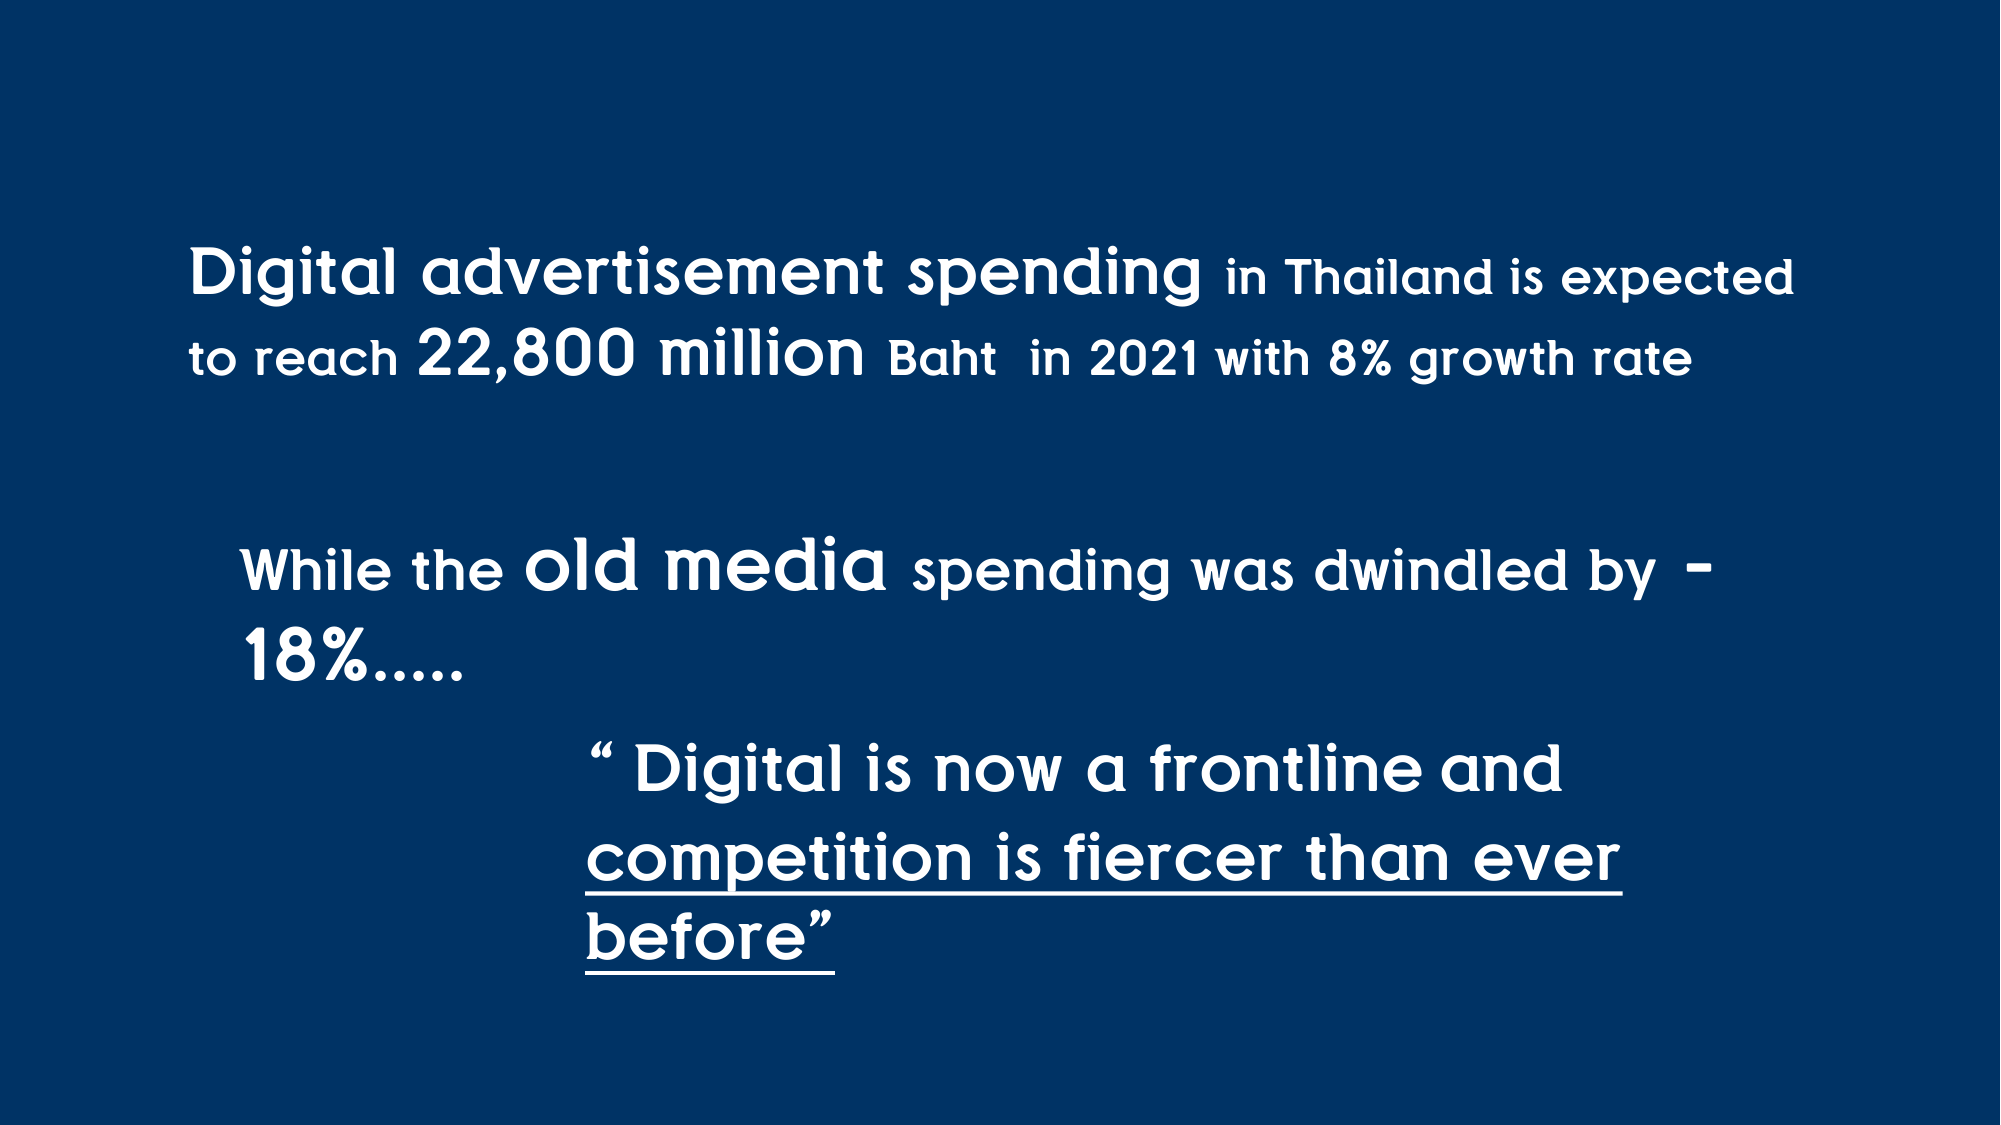 Digital advertisement spending in Thailand is expected
to reach 22,800 million Baht in 2021 with 8% growth rate
While the old media spending was dwindled by -
18%.....
“ Digital is now a frontline and
competition is fiercer than ever
before”